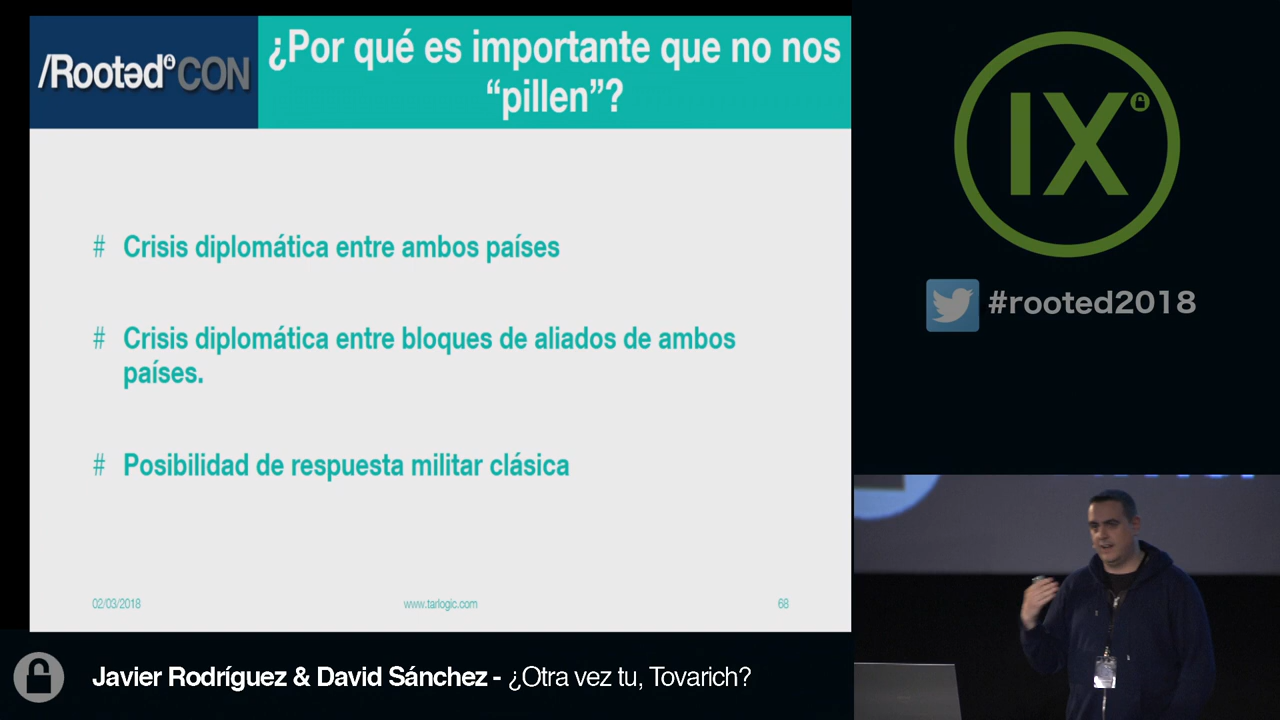 /RootedCON
¿Por qué es importante que no nos
“pillen”?
# Crisis diplomática entre ambos países
# Crisis diplomática entre bloques de aliados de ambos
países.
# Posibilidad de respuesta militar clásica
02/03/2018
www.tarlogic.com
68
IX
#rooted2018
Javier Rodríguez & David Sánchez - ¿Otra vez tu, Tovarich?